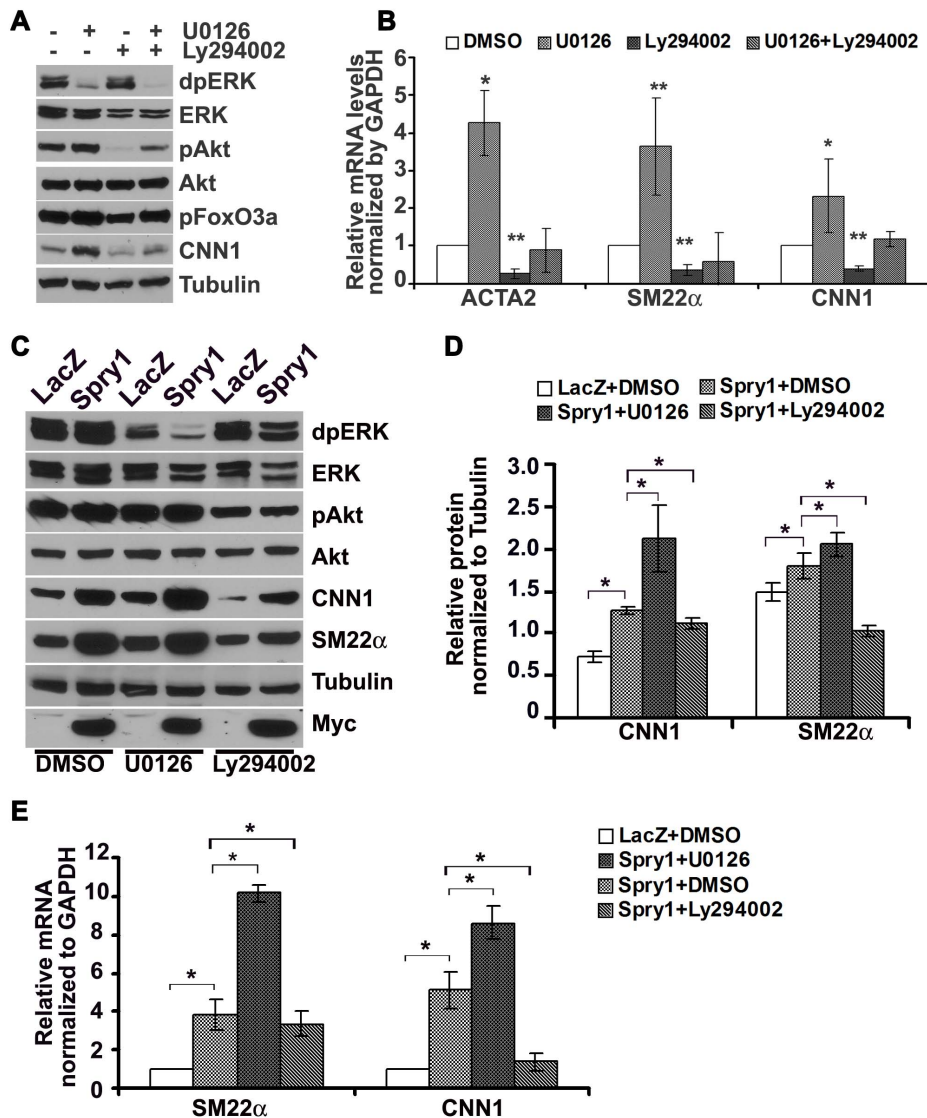 A
- + - + U0126
- - + + Ly294002
dpERK
ERK
pAkt
Akt
pFoxO3a
CNN1
Tubulin
B
DMSO U0126 Ly294002 U0126+Ly294002
Relative mRNA levels
normalized by GAPDH
6
5
4
2
1
0
* ** *
** ** **
ACTA2 SM22α CNN1
C
LacZ Spry1 LacZ Spry1 LacZ Spry1
dpERK
ERK
pAkt
Akt
CNN1
SM22α
Tubulin
Myc
DMSO U0126 Ly294002
D
LacZ+DMSO Spry1+DMSO
Spry1+U0126 Spry1+Ly294002
Relative protein
normalized to Tubulin
3.0
2.5
2.0
1.5
1.0
0.5
0
* * * * * *
CNN1 SM22α
E
LacZ+DMSO
Spry1+U0126
Spry1+DMSO
Spry1+Ly294002
Relative mRNA
normalized to GAPDH
12
10
8
6
4
2
0
* * * * * *
SM22α CNN1